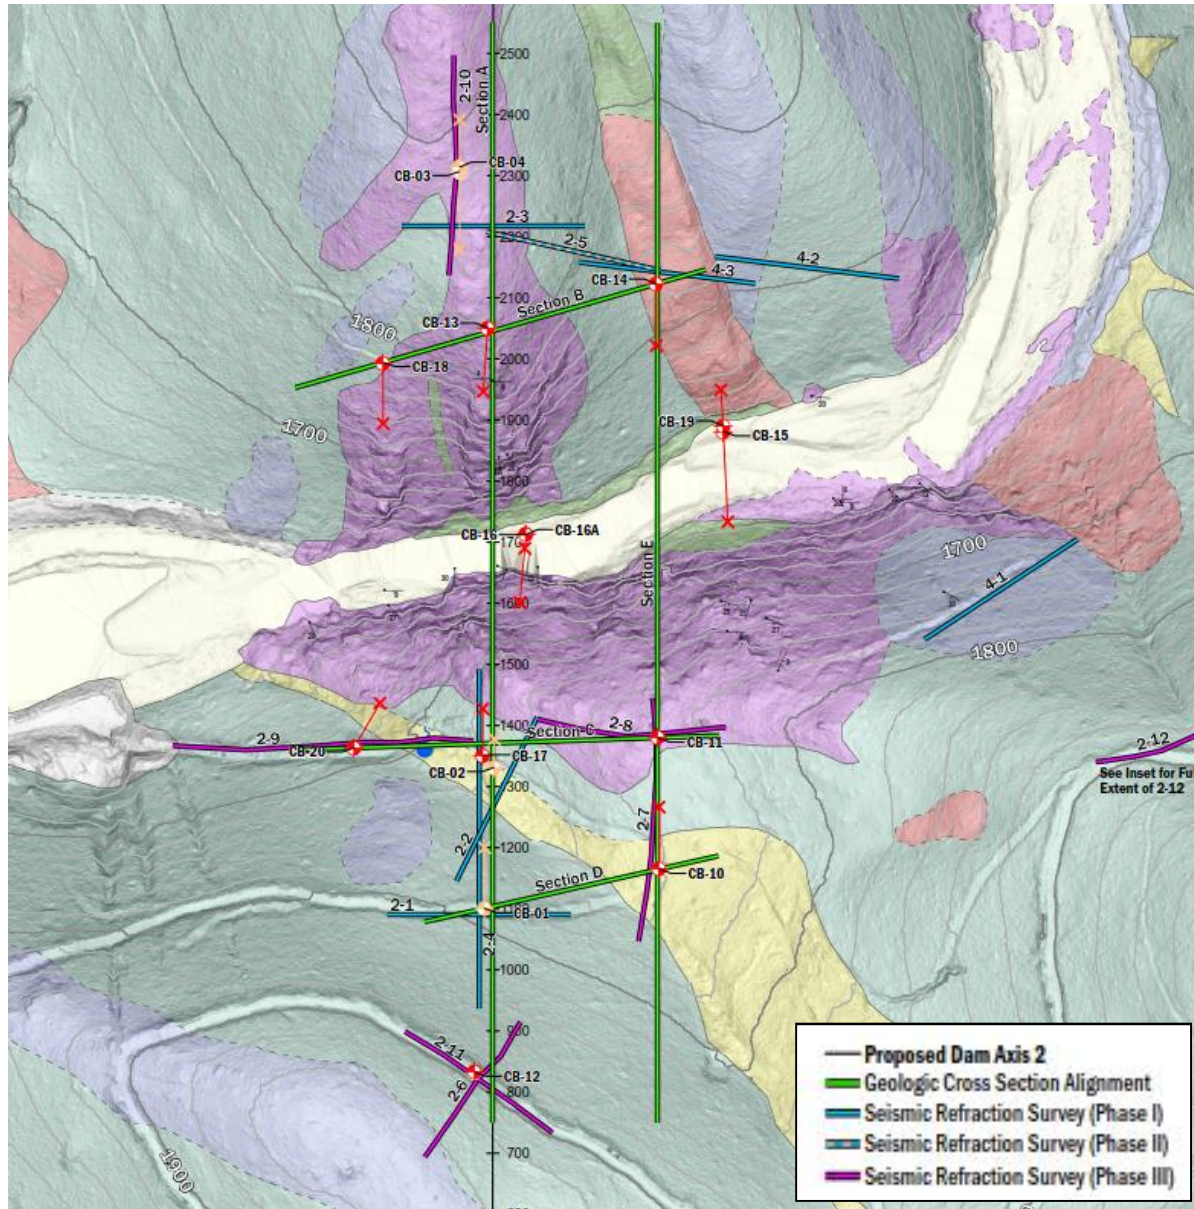 2500
Section A
2-10
2400
CB-04
CB-03
2300
2-3
2200
2-5
4-2
4-3
CB-14
2100
Section B
1800
CB-13
2000
CB-18
1900
1700
CB-19
CB-15
1800
CB-16
CB-16A
1700
1700
Section E
4-1
1600
1800
1500
1400
2-8
Section C
2-9
CB-20
CB-11
2-12
CB-17
CB-02
See Inset for Fu
Extent of 2-12
1300
2-7
2-2
1200
Section D
CB-10
2-1
CB-01
2-4
1000
900
2-11
CB-12
2-6
800
700
1900
Proposed Dam Axis 2
Geologic Cross Section Alignment
Seismic Refraction Survey (Phase I)
Seismic Refraction Survey (Phase II)
Seismic Refraction Survey (Phase III)